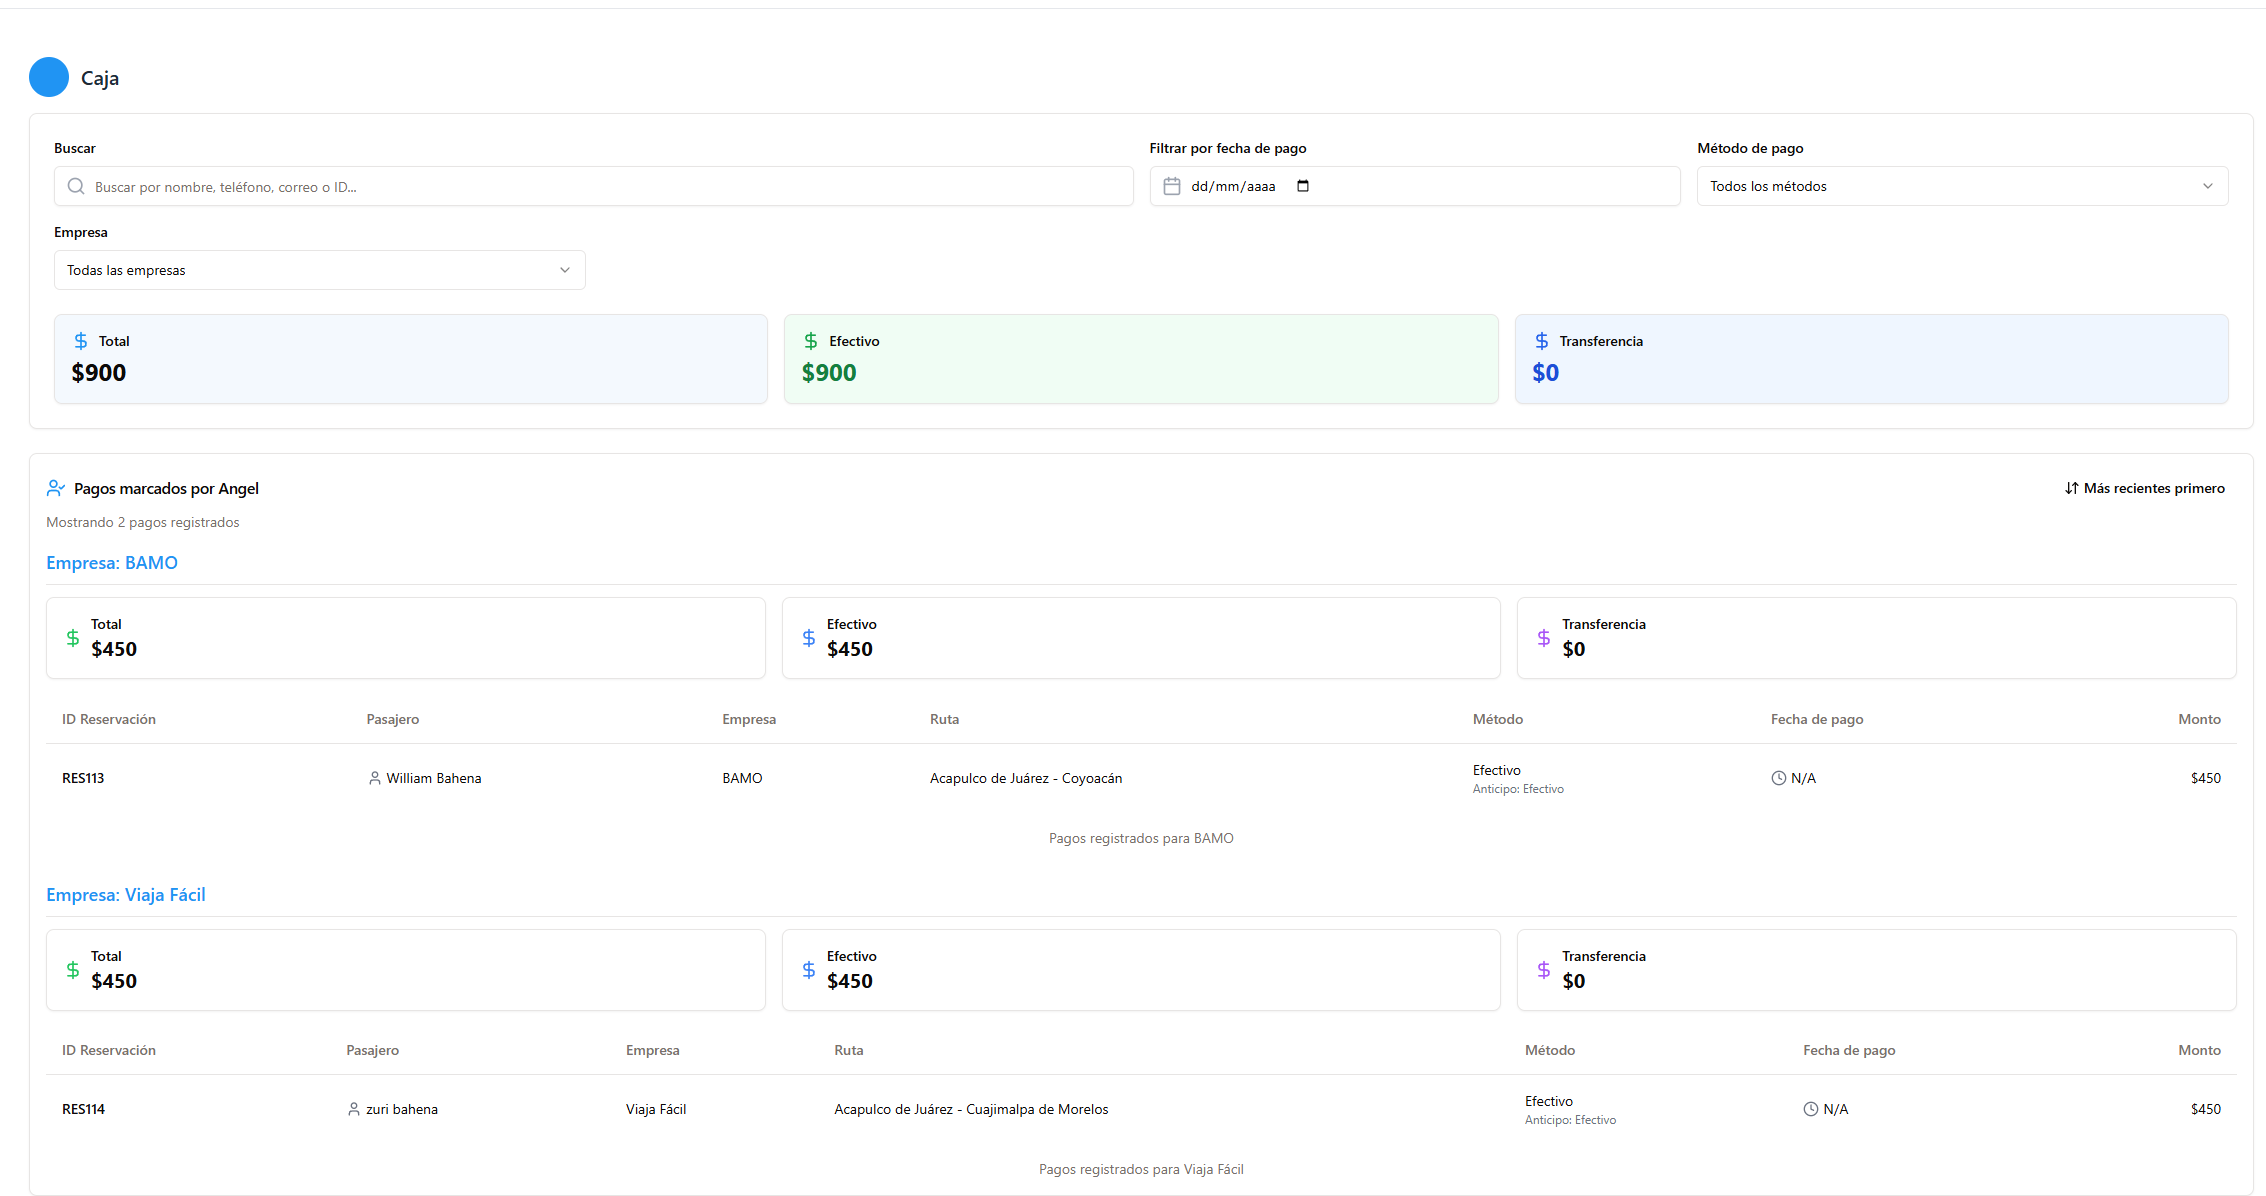 Caja
Buscar
Filtrar por fecha de pago
Método de pago
Buscar por nombre, teléfono, correo o ID...
dd/mm/aaaa
Todos los métodos
Empresa
Todas las empresas
$ Total
$ Efectivo
$ Transferencia
$900
$900
$0
Pagos marcados por Angel
Más recientes primero
Mostrando 2 pagos registrados
Empresa: BAMO
$ Total
$450
$ Efectivo
$450
$ Transferencia
$0
ID Reservación Pasajero Empresa Ruta Método Fecha de pago Monto
RES113 William Bahena BAMO Acapulco de Juárez - Coyoacán Efectivo N/A $450
Anticipo: Efectivo
Pagos registrados para BAMO
Empresa: Viaja Fácil
$ Total
$450
$ Efectivo
$450
$ Transferencia
$0
ID Reservación Pasajero Empresa Ruta Método Fecha de pago Monto
RES114 zuri bahena Viaja Fácil Acapulco de Juárez - Cuajimalpa de Morelos Efectivo N/A $450
Anticipo: Efectivo
Pagos registrados para Viaja Fácil